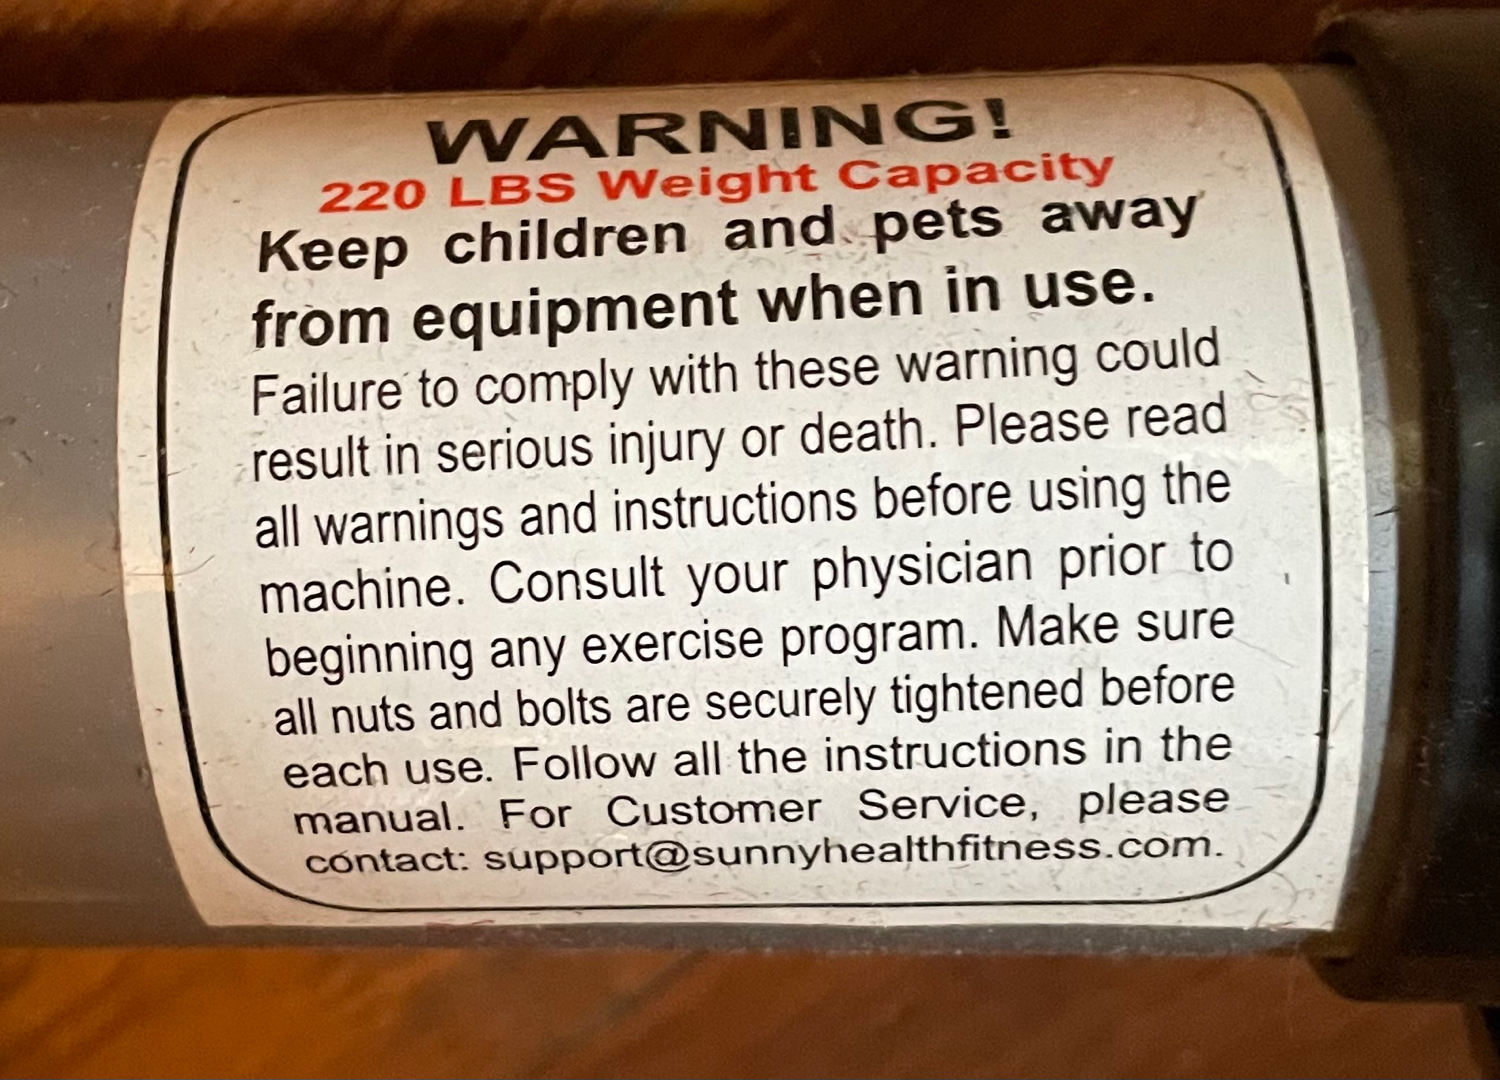 WARNING!
220 LBS Weight Capacity
Keep children and pets away
from equipment when in use.
Failure to comply with these warning could
result in serious injury or death. Please read
all warnings and instructions before using the
machine. Consult your physician prior to
beginning any exercise program. Make sure
all nuts and bolts are securely tightened before
each use. Follow all the instructions in the
manual. For Customer Service, please
contact: support@sunnyhealthfitness.com.